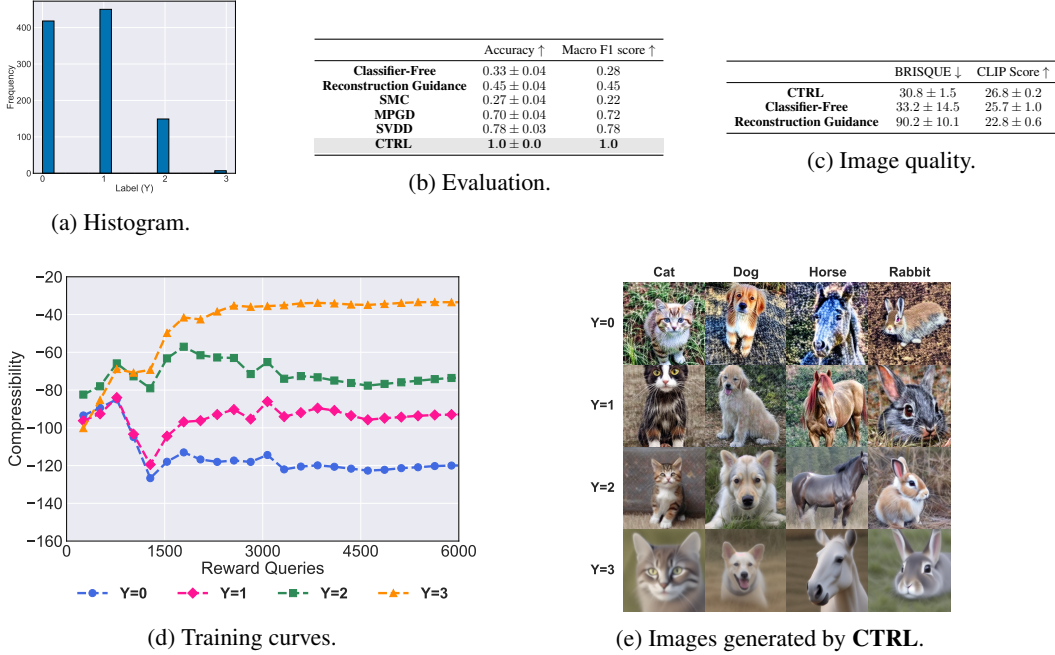 400
300
200
100
0
Frequency
0 1 2 3
Label (Y)
(a) Histogram.
Accuracy ↑ Macro F1 score ↑
Classifier-Free 0.33 ± 0.04 0.28
Reconstruction Guidance 0.45 ± 0.04 0.45
SMC 0.27 ± 0.04 0.22
MPGD 0.70 ± 0.04 0.72
SVDD 0.78 ± 0.03 0.78
CTRL 1.0 ± 0.0 1.0
(b) Evaluation.
BRISQUE ↓ CLIP Score ↑
CTRL 30.8 ± 1.5 26.8 ± 0.2
Classifier-Free 33.2 ± 14.5 25.7 ± 1.0
Reconstruction Guidance 90.2 ± 10.1 22.8 ± 0.6
(c) Image quality.
−20
−40
−60
−80
−100
−120
−140
−160
Compressibility
0 1500 3000 4500 6000
Reward Queries
Y=0 Y=1 Y=2 Y=3
(d) Training curves.
Cat Dog Horse Rabbit
Y=0
Y=1
Y=2
Y=3
(e) Images generated by CTRL.